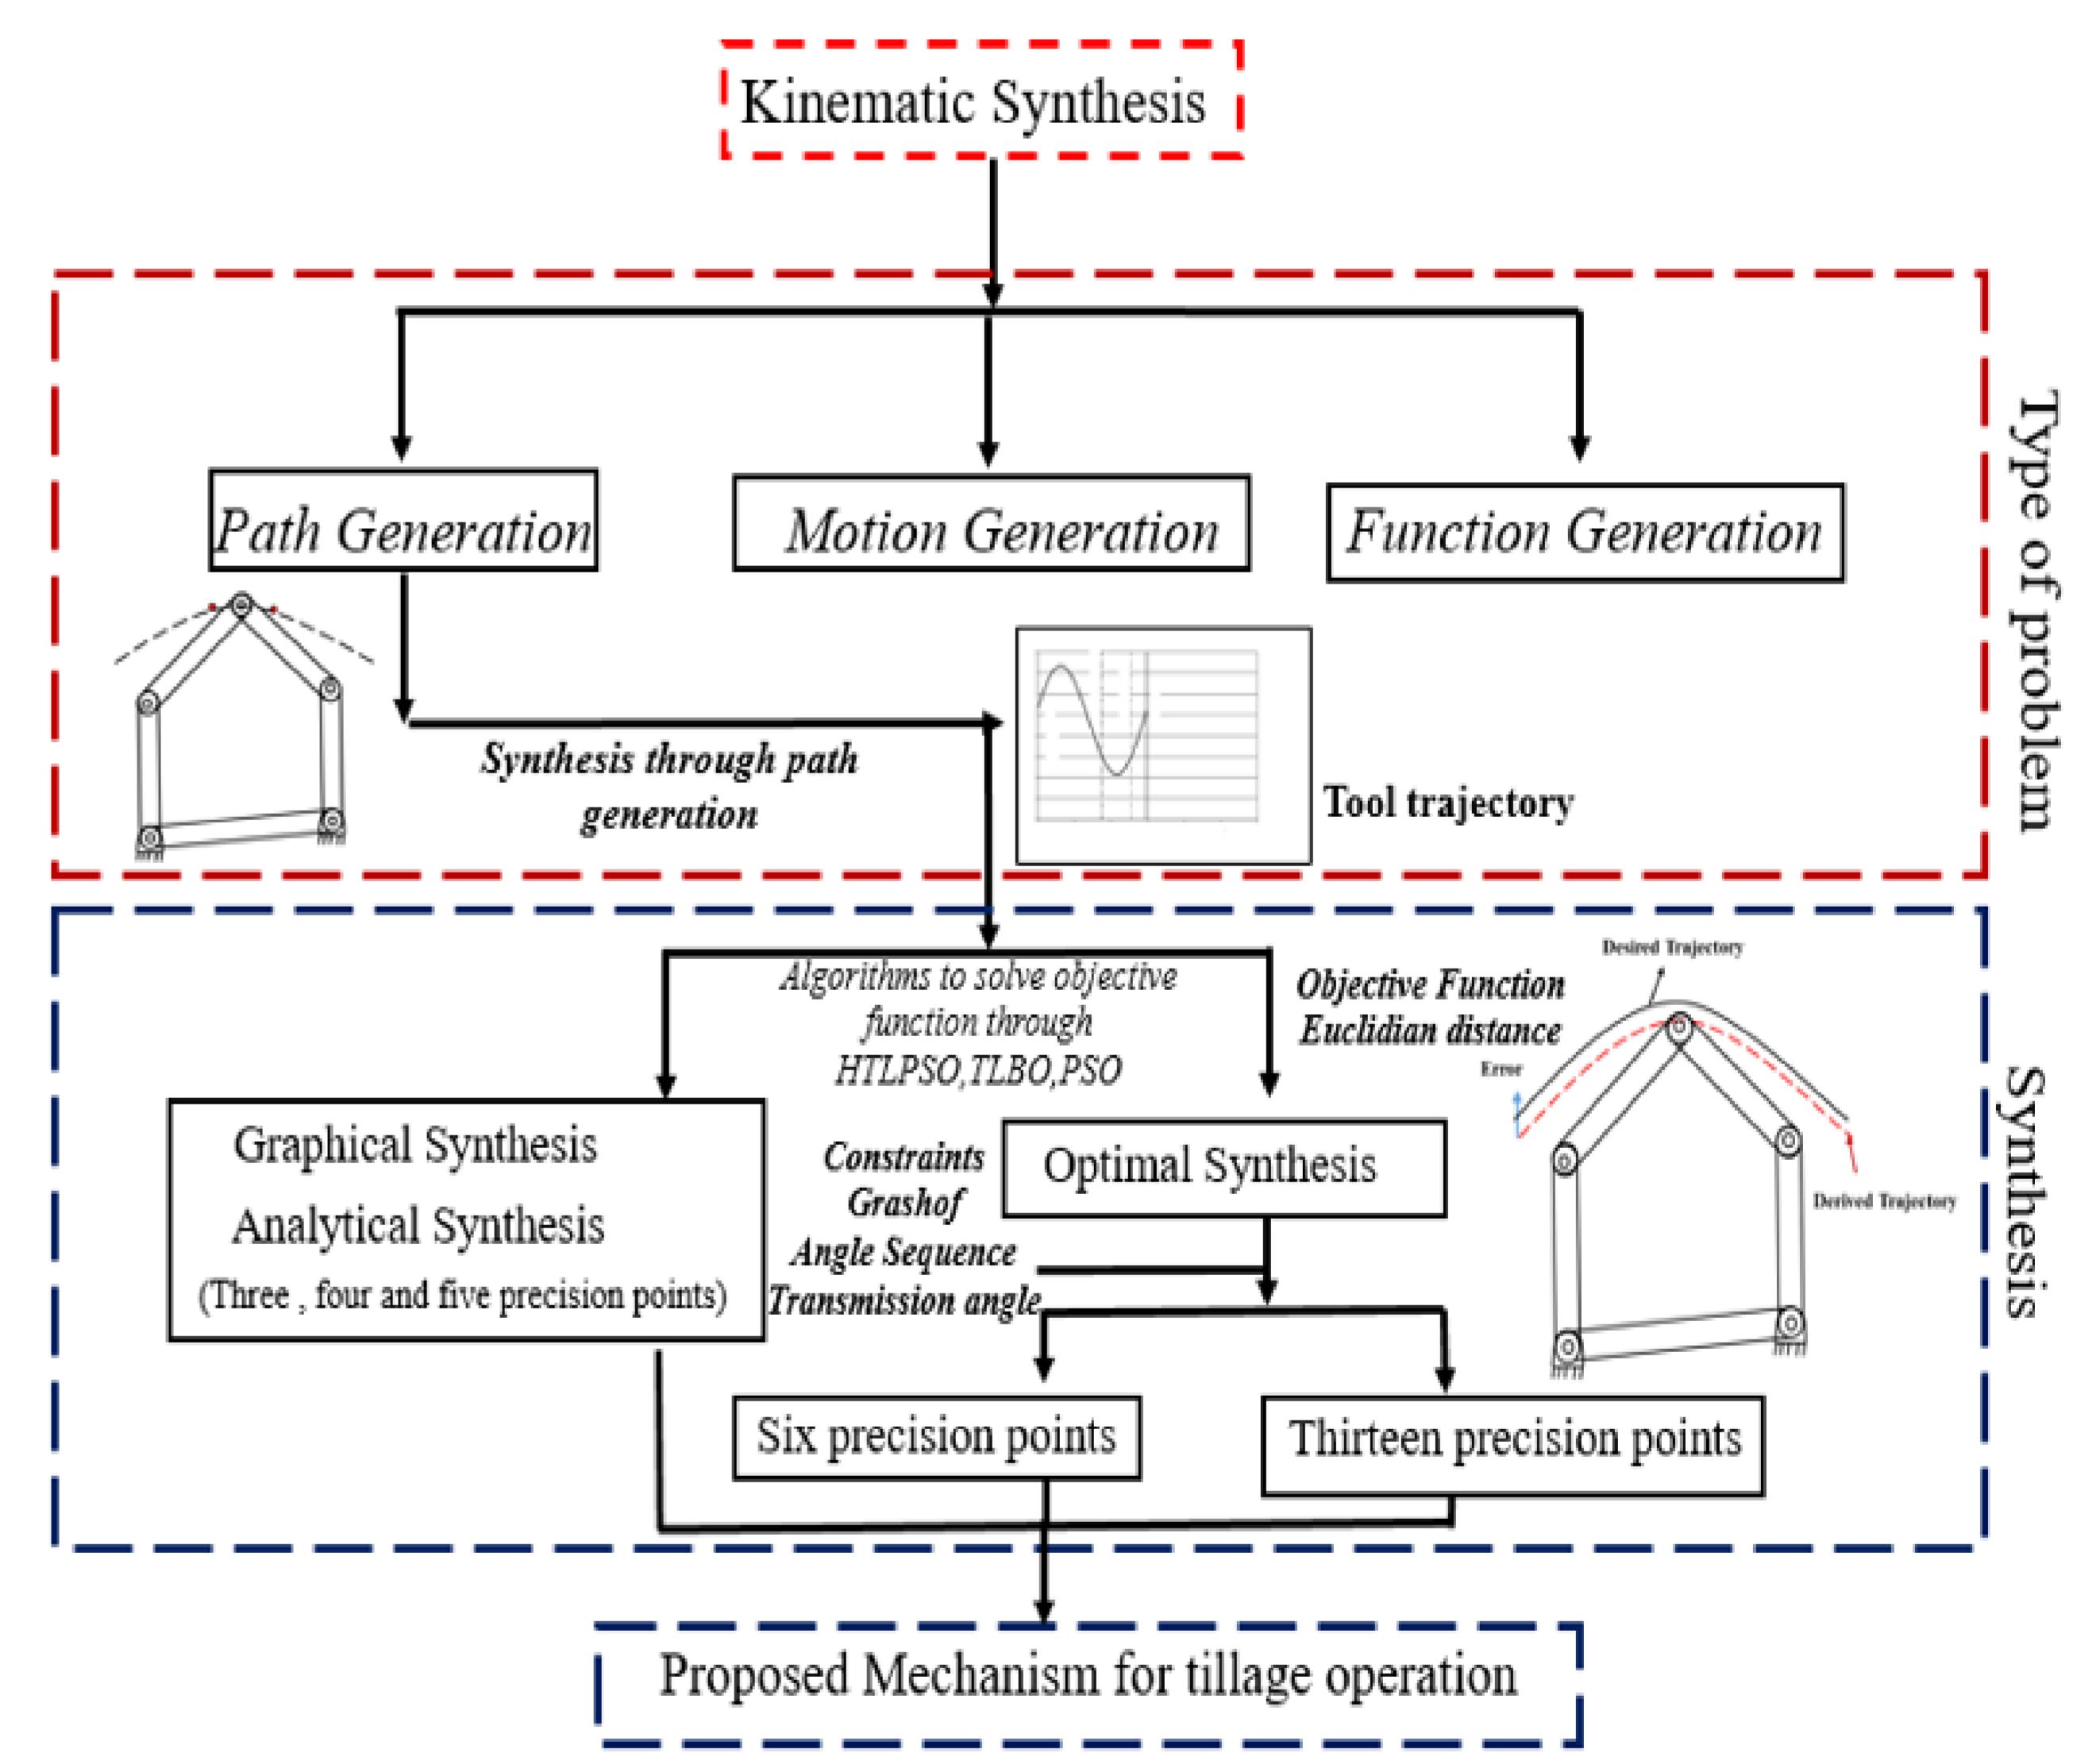 Kinematic Synthesis
Type of problem
Path Generation
Motion Generation
Function Generation
Synthesis through path
generation
Tool trajectory
Synthesis
Algorithms to solve objective
function through
HTLPSO,TLBO,PSO
Objective Function
Euclidian distance
Desired Trajectory
Error
Derived Trajectory
Graphical Synthesis
Analytical Synthesis
(Three , four and five precision points)
Constraints
Grashof
Angle Sequence
Transmission angle
Optimal Synthesis
Six precision points
Thirteen precision points
Proposed Mechanism for tillage operation